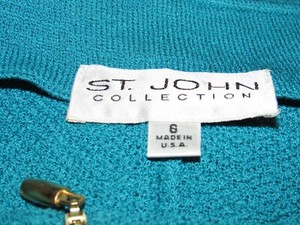 ST. JOHN
COLLECTION
6
MADE IN
U.S.A.